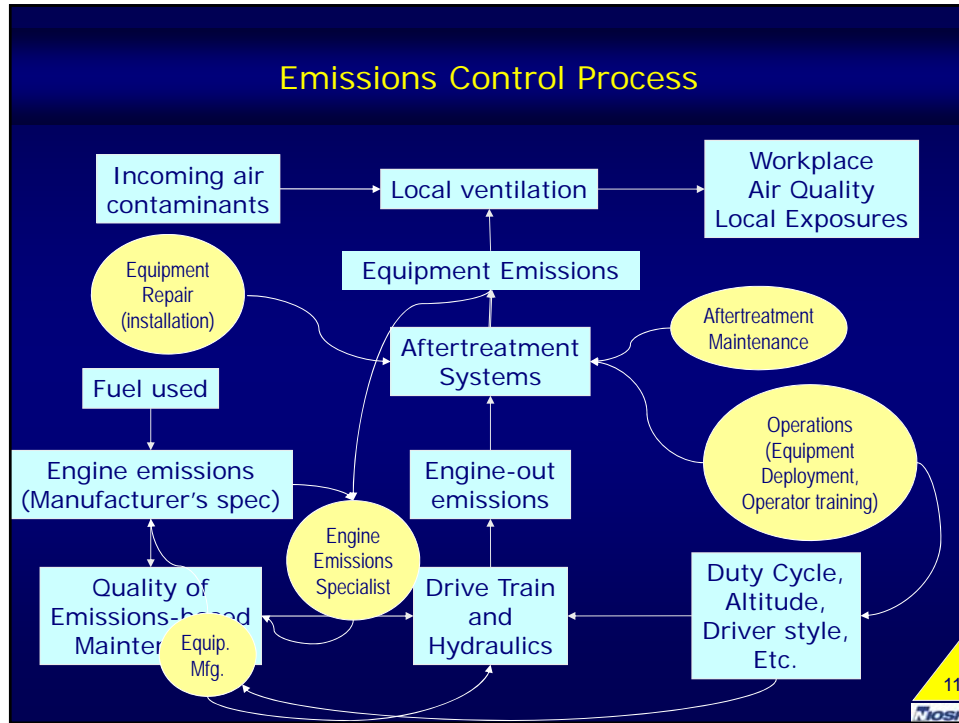 Emissions Control Process
Incoming air
contaminants
Local ventilation
Workplace
Air Quality
Local Exposures
Equipment
Repair
(installation)
Equipment Emissions
Aftertreatment
Systems
Aftertreatment
Maintenance
Fuel used
Operations
(Equipment
Deployment,
Operator training)
Engine emissions
(Manufacturer's spec)
Engine-out
emissions
Engine
Emissions
Specialist
Quality of
Emissions-based
Equip.
Mfg.
Drive Train
and
Hydraulics
Duty Cycle,
Altitude,
Driver style,
Etc.
11
NIOSH